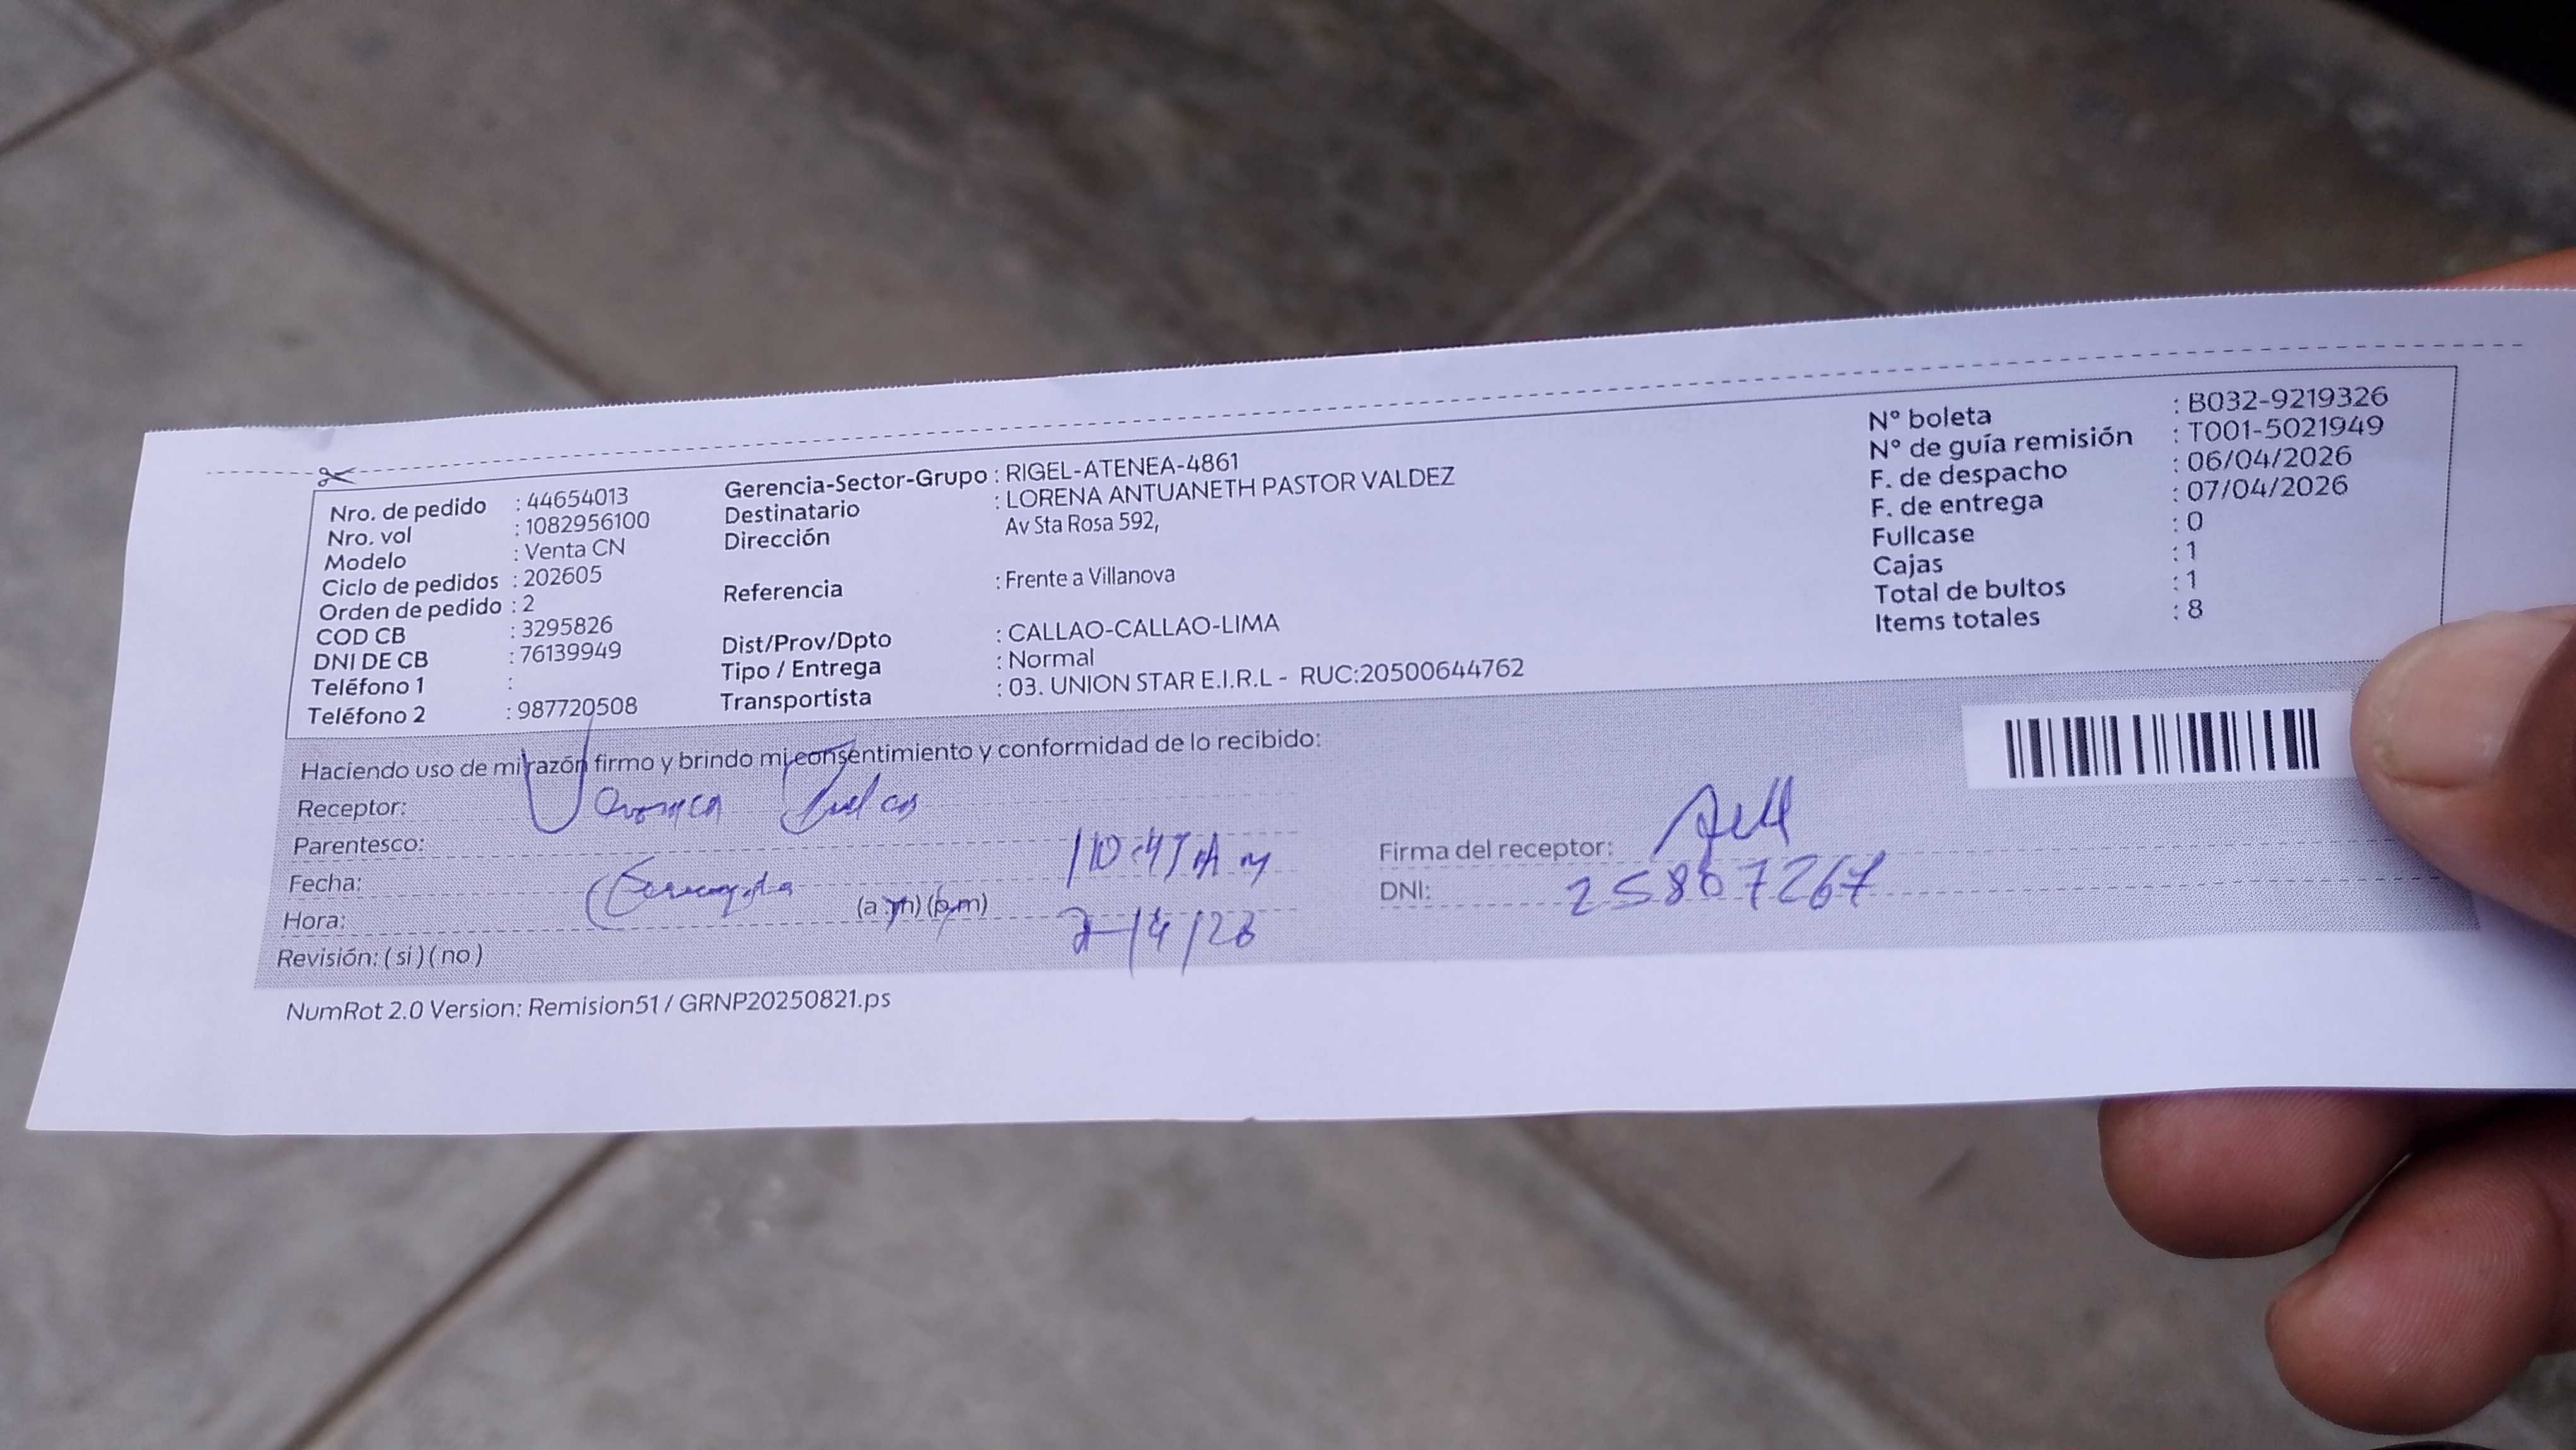 Nro. de pedido : 44654013
Nro. vol : 1082956100
Modelo : Venta CN
Ciclo de pedidos : 202605
Orden de pedido : 2
COD CB : 3295826
DNI DE CB : 76139949
Teléfono 1 :
Teléfono 2 : 987720508
Gerencia-Sector-Grupo : RIGEL-ATENEA-4861
Destinatario : LORENA ANTUANETH PASTOR VALDEZ
Dirección Av Sta Rosa 592,
Referencia : Frente a Villanova
Dist/Prov/Dpto : CALLAO-CALLAO-LIMA
Tipo / Entrega : Normal
Transportista : 03. UNION STAR E.I.R.L - RUC:20500644762
N° boleta : B032-9219326
N° de guía remisión : T001-5021949
F. de despacho : 06/04/2026
F. de entrega : 07/04/2026
Fullcase : 0
Cajas : 1
Total de bultos : 1
Items totales : 8
Haciendo uso de mi razón firmo y brindo mi consentimiento y conformidad de lo recibido:
Receptor: Veronica
Parentesco:
Fecha:
Hora: (a m) (p m)
Revisión: ( si ) ( no )
Firma del receptor:
DNI: 25867267
NumRot 2.0 Version: Remision51 / GRNP20250821.ps